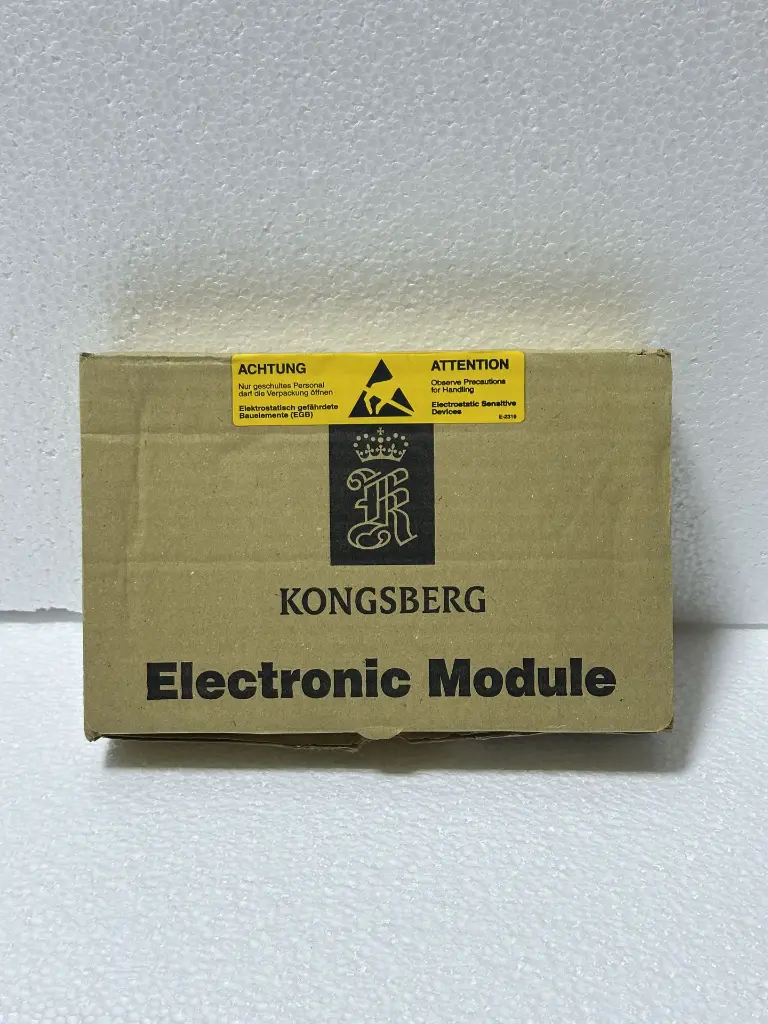 ACHTUNG
Nur geschultes Personal
darf die Verpackung öffnen
Elektrostatisch gefährdete
Bauelemente (EGB)
ATTENTION
Observe Precautions
for Handling
Electrostatic Sensitive
Devices
E-2319
KONGSBERG
Electronic Module